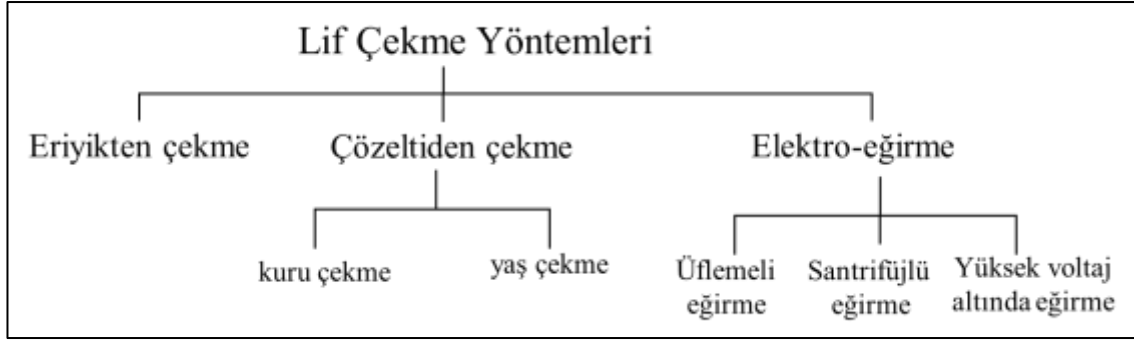 Lif Çekme Yöntemleri
Eriyikten çekme
Çözeltiden çekme
Elektro-eğirme
kuru çekme
yaş çekme
Üflemeli
eğirme
Santrifüjlü
eğirme
Yüksek voltaj
altında eğirme